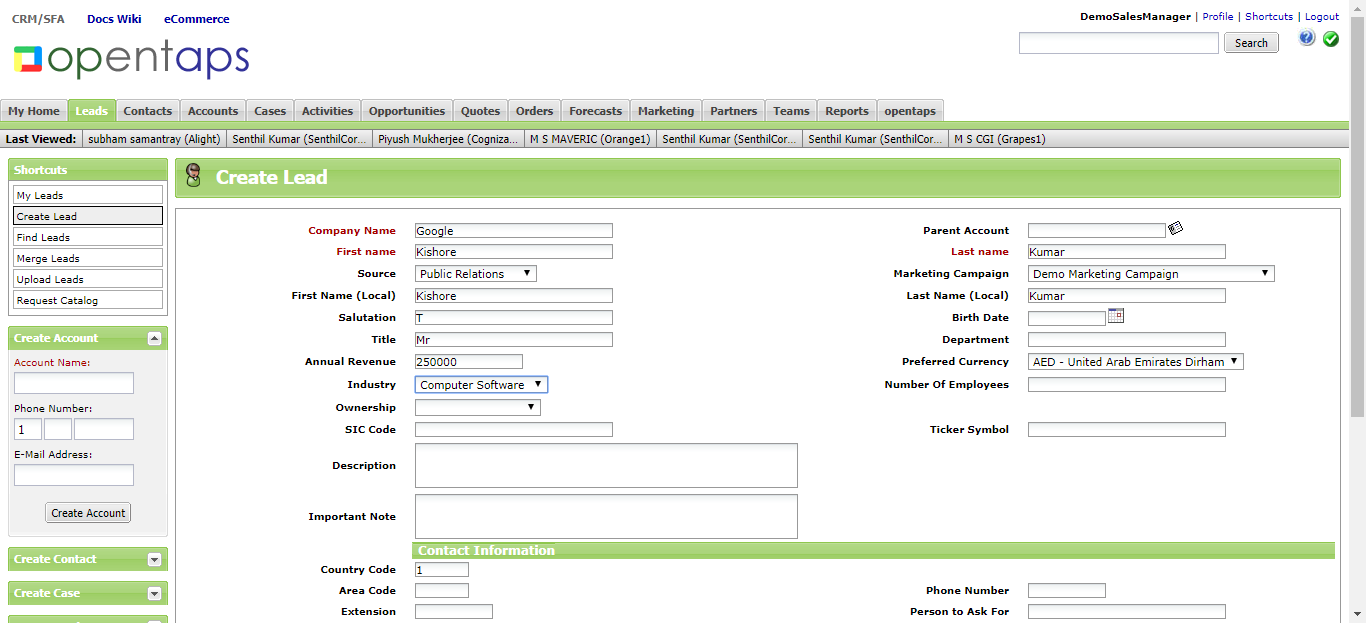 CRM/SFA Docs Wiki eCommerce
DemoSalesManager | Profile | Shortcuts | Logout
opentaps
Search
My Home Leads Contacts Accounts Cases Activities Opportunities Quotes Orders Forecasts Marketing Partners Teams Reports opentaps
Last Viewed: subham samantray (Alight) Senthil Kumar (SenthilCor... Piyush Mukherjee (Cogniza... M S MAVERIC (Orange1) Senthil Kumar (SenthilCor... Senthil Kumar (SenthilCor... M S CGI (Grapes1)
Shortcuts
My Leads
Create Lead
Find Leads
Merge Leads
Upload Leads
Request Catalog
Create Account
Account Name:
Phone Number:
1
E-Mail Address:
Create Account
Create Contact
Create Case
Create Lead
Company Name Google Parent Account
First name Kishore Last name Kumar
Source Public Relations Marketing Campaign Demo Marketing Campaign
First Name (Local) Kishore Last Name (Local) Kumar
Salutation T Birth Date
Title Mr Department
Annual Revenue 250000 Preferred Currency AED - United Arab Emirates Dirham
Industry Computer Software Number Of Employees
Ownership
SIC Code Ticker Symbol
Description
Important Note
Contact Information
Country Code 1
Area Code Phone Number
Extension Person to Ask For